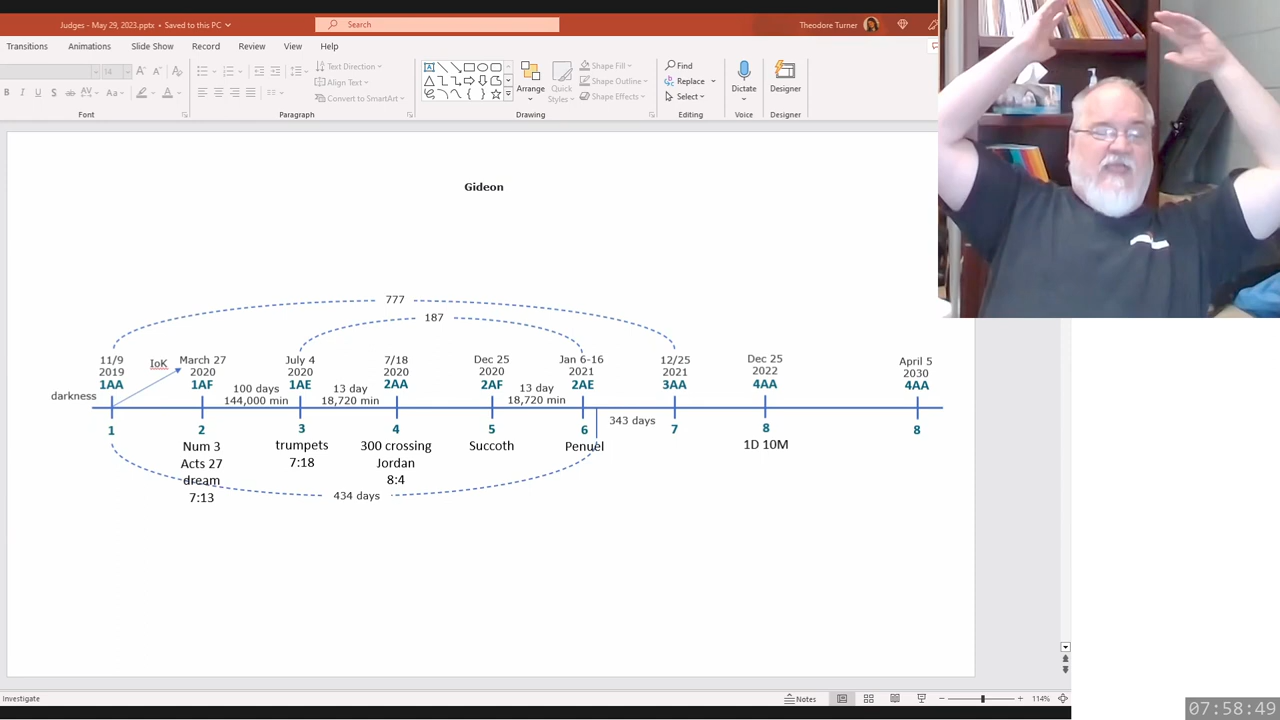 Judges - May 29, 2023.pptx • Saved to this PC
Search
Theodore Turner
Transitions Animations Slide Show Record Review View Help
14
Text Direction
Align Text
Convert to SmartArt
Arrange
Quick Styles
Shape Fill
Shape Outline
Shape Effects
Find
Replace
Select
Dictate
Designer
Font Paragraph Drawing Editing Voice Designer
Gideon
777
187
11/9 2019 1AA
IoK
March 27 2020 1AF
July 4 2020 1AE
7/18 2020 2AA
Dec 25 2020 2AF
Jan 6-16 2021 2AE
12/25 2021 3AA
Dec 25 2022 4AA
April 5 2030 4AA
darkness
100 days
144,000 min
13 day
18,720 min
13 day
18,720 min
343 days
1 2 3 4 5 6 7 8 8
Num 3
Acts 27
dream
7:13
trumpets
7:18
300 crossing
Jordan
8:4
Succoth
Penuel
1D 10M
434 days
Investigate
Notes
114%
07:58:49